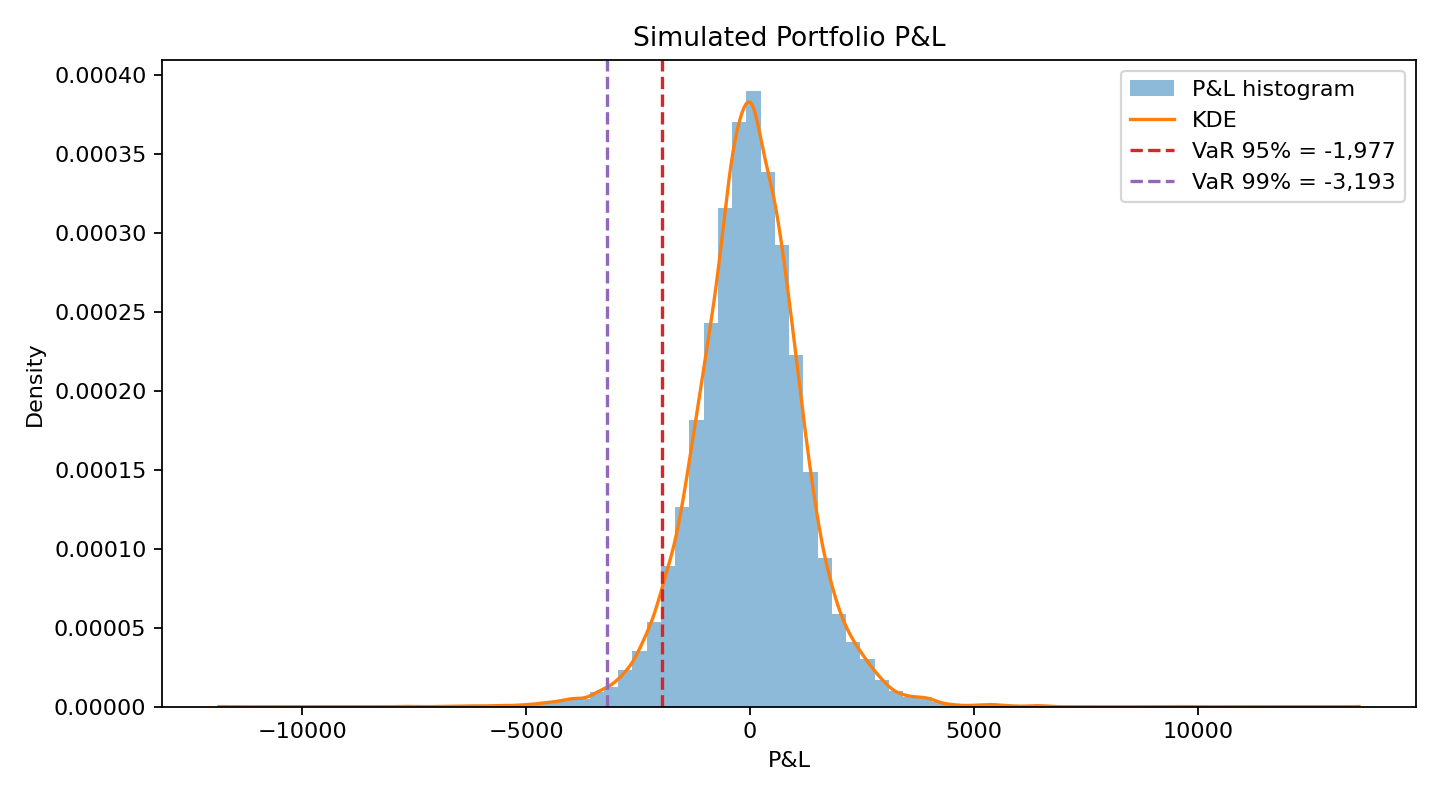 Simulated Portfolio P&L
P&L histogram
KDE
VaR 95% = -1,977
VaR 99% = -3,193
Density
0.00040
0.00035
0.00030
0.00025
0.00020
0.00015
0.00010
0.00005
0.00000
−10000
−5000
0
5000
10000
P&L